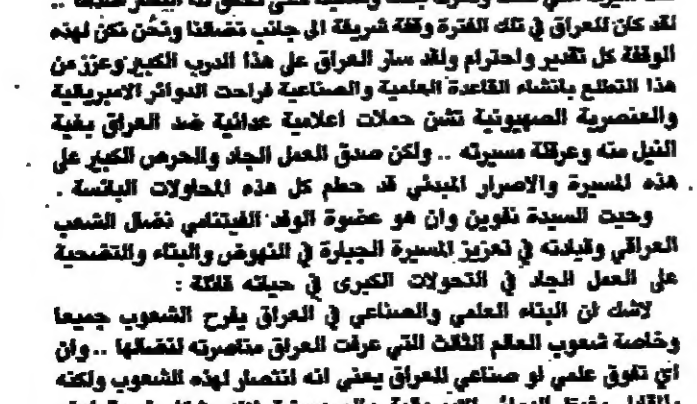 لقد كان للعراق في تلك الفترة وقفة شريفة الى جانب نضالنا ونحن نكن لهذه
الوقفة كل تقدير واحترام ولقد سار العراق على هذا الدرب الكبير وعزز من
هذا التطلع بانشاء القاعدة العلمية والصناعية فراحت الدوائر الامبريالية
والعنصرية الصهيونية تشن حملات اعلامية عدائية ضد العراق بغية
النيل منه وعرقلة مسيرته .. ولكن صدق العمل الجاد والحرص الكبير على
هذه المسيرة والاصرار المبدئي قد حطم كل هذه المحاولات البائسة .
وحيت السيدة نغوين وان هو عضوة الوفد الفيتنامي نضال الشعب
العراقي وقيادته في تعزيز المسيرة الجبارة في النهوض والبناء والتضحية
على العمل الجاد في التحولات الكبرى في حياته قائلة :
لاشك ان البناء العلمي والصناعي في العراق يفرح الشعوب جميعا
وخاصة شعوب العالم الثالث التي عرفت العراق مناصرته لنضالها .. وان
اي تفوق علمي او صناعي للعراق يعني انه انتصار لهذه الشعوب ولكنه